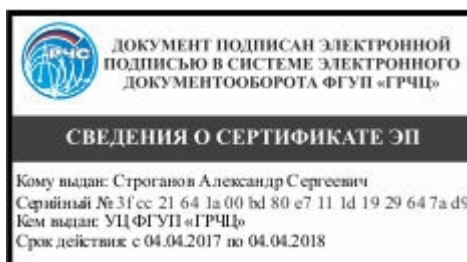 РЧС
ДОКУМЕНТ ПОДПИСАН ЭЛЕКТРОННОЙ
ПОДПИСЬЮ В СИСТЕМЕ ЭЛЕКТРОННОГО
ДОКУМЕНТООБОРОТА ФГУП «ГРЧЦ»
СВЕДЕНИЯ О СЕРТИФИКАТЕ ЭП
Кому выдан: Строганов Александр Сергеевич
Серийный № 3f cc 21 64 1a 00 bd 80 e7 11 1d 19 29 64 7a d9
Кем выдан: УЦ ФГУП «ГРЧЦ»
Срок действия: с 04.04.2017 по 04.04.2018